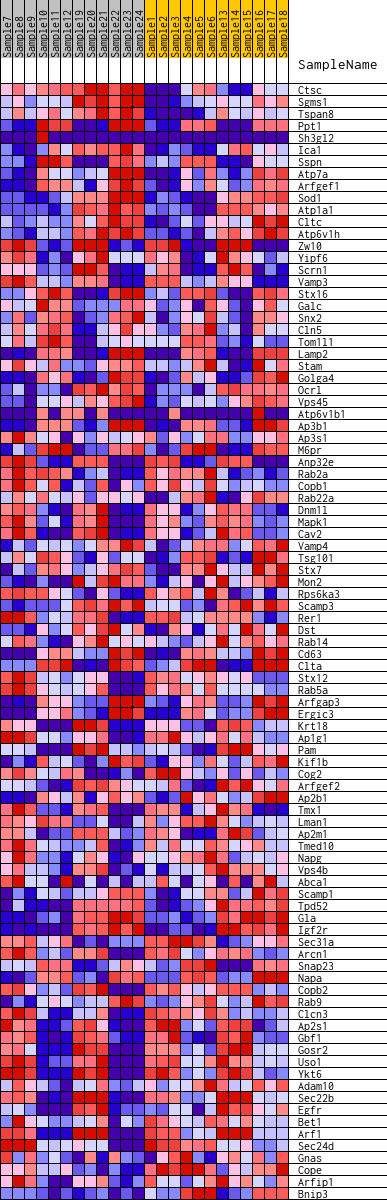 Sample7
Sample8
Sample9
Sample10
Sample11
Sample12
Sample19
Sample20
Sample21
Sample22
Sample23
Sample24
Sample1
Sample2
Sample3
Sample4
Sample5
Sample6
Sample13
Sample14
Sample15
Sample16
Sample17
Sample18
SampleName
Ctsc
Sgms1
Tspan8
Ppt1
Sh3gl2
Ica1
Sspn
Atp7a
Arfgef1
Sod1
Atp1a1
Cltc
Atp6v1h
Zw10
Yipf6
Scrn1
Vamp3
Stx16
Galc
Snx2
Cln5
Tom1l1
Lamp2
Stam
Golga4
Ocrl
Vps45
Atp6v1b1
Ap3b1
Ap3s1
M6pr
Anp32e
Rab2a
Copb1
Rab22a
Dnm1l
Mapk1
Cav2
Vamp4
Tsg101
Stx7
Mon2
Rps6ka3
Scamp3
Rer1
Dst
Rab14
Cd63
Clta
Stx12
Rab5a
Arfgap3
Ergic3
Krt18
Ap1g1
Pam
Kif1b
Cog2
Arfgef2
Ap2b1
Tmx1
Lman1
Ap2m1
Tmed10
Napg
Vps4b
Abca1
Scamp1
Tpd52
Gla
Igf2r
Sec31a
Arcn1
Snap23
Napa
Copb2
Rab9
Clcn3
Ap2s1
Gbf1
Gosr2
Uso1
Ykt6
Adam10
Sec22b
Egfr
Bet1
Arf1
Sec24d
Gnas
Cope
Arfip1
Bnip3